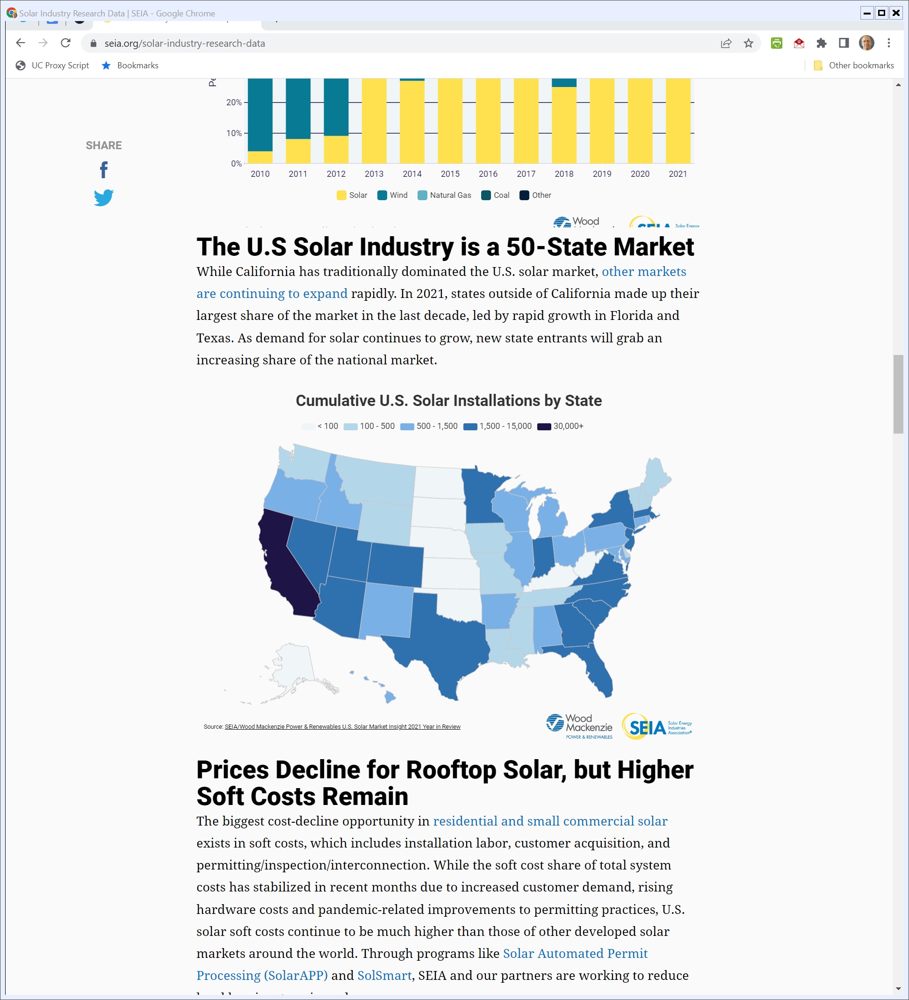 Solar Industry Research Data | SEIA - Google Chrome
seia.org/solar-industry-research-data
UC Proxy Script
Bookmarks
Other bookmarks
20%
10%
0%
2010 2011 2012 2013 2014 2015 2016 2017 2018 2019 2020 2021
Solar Wind Natural Gas Coal Other
SHARE
Wood
SEIA
Solar Energy
The U.S Solar Industry is a 50-State Market
While California has traditionally dominated the U.S. solar market, other markets
are continuing to expand rapidly. In 2021, states outside of California made up their
largest share of the market in the last decade, led by rapid growth in Florida and
Texas. As demand for solar continues to grow, new state entrants will grab an
increasing share of the national market.
Cumulative U.S. Solar Installations by State
< 100 100 - 500 500 - 1,500 1,500 - 15,000 30,000+
Source: SEIA/Wood Mackenzie Power & Renewables U.S. Solar Market Insight 2021 Year in Review
Wood
Mackenzie
POWER & RENEWABLES
SEIA
Solar Energy
Industries
Association®
Prices Decline for Rooftop Solar, but Higher
Soft Costs Remain
The biggest cost-decline opportunity in residential and small commercial solar
exists in soft costs, which includes installation labor, customer acquisition, and
permitting/inspection/interconnection. While the soft cost share of total system
costs has stabilized in recent months due to increased customer demand, rising
hardware costs and pandemic-related improvements to permitting practices, U.S.
solar soft costs continue to be much higher than those of other developed solar
markets around the world. Through programs like Solar Automated Permit
Processing (SolarAPP) and SolSmart, SEIA and our partners are working to reduce